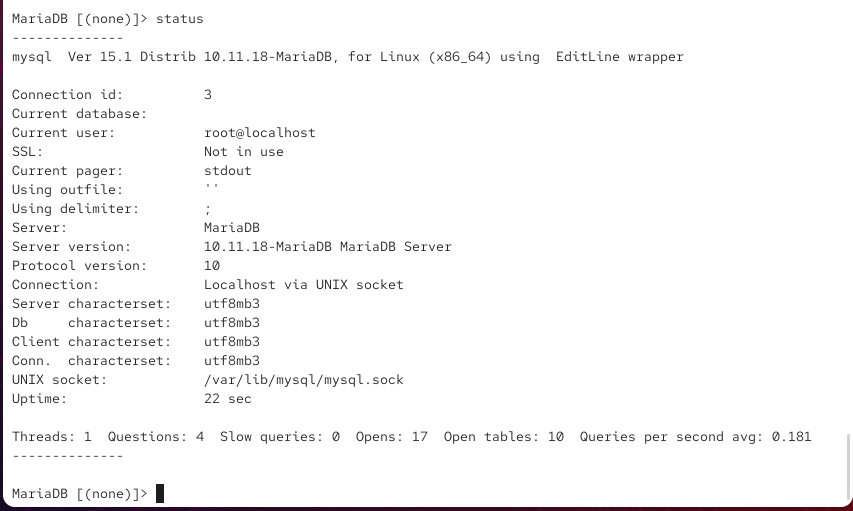 MariaDB [(none)]> status
--------------
mysql  Ver 15.1 Distrib 10.11.18-MariaDB, for Linux (x86_64) using  EditLine wrapper

Connection id:          3
Current database:
Current user:           root@localhost
SSL:                    Not in use
Current pager:          stdout
Using outfile:          ''
Using delimiter:        ;
Server:                 MariaDB
Server version:         10.11.18-MariaDB MariaDB Server
Protocol version:       10
Connection:             Localhost via UNIX socket
Server characterset:    utf8mb3
Db     characterset:    utf8mb3
Client characterset:    utf8mb3
Conn.  characterset:    utf8mb3
UNIX socket:            /var/lib/mysql/mysql.sock
Uptime:                 22 sec

Threads: 1  Questions: 4  Slow queries: 0  Opens: 17  Open tables: 10  Queries per second avg: 0.181
--------------

MariaDB [(none)]>